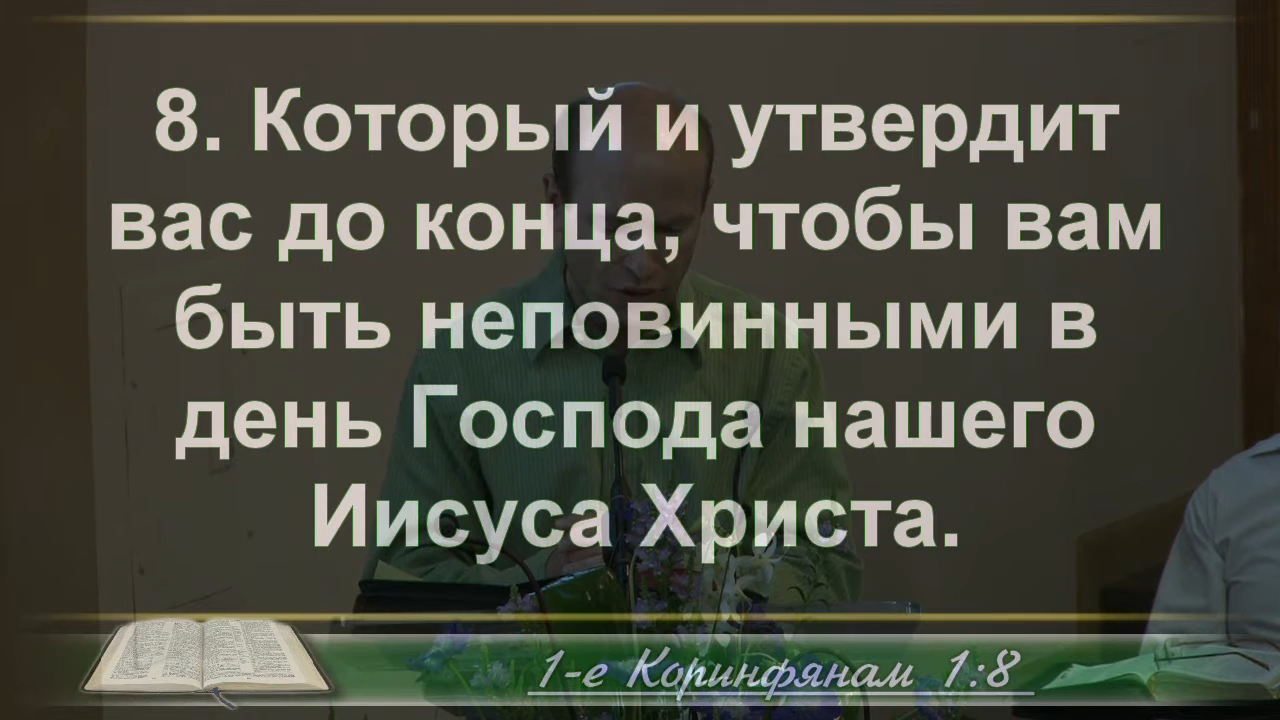 8. Который и утвердит
вас до конца, чтобы вам
быть неповинными в
день Господа нашего
Иисуса Христа.
1-е Коринфянам 1:8